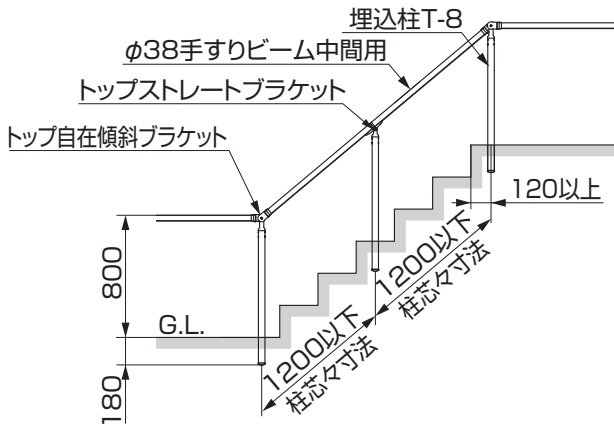 埋込柱T-8
φ38手すりビーム中間用
トップストレートブラケット
トップ自在傾斜ブラケット
120以上
800
G.L.
1200以下
柱芯々寸法
1200以下
柱芯々寸法
180